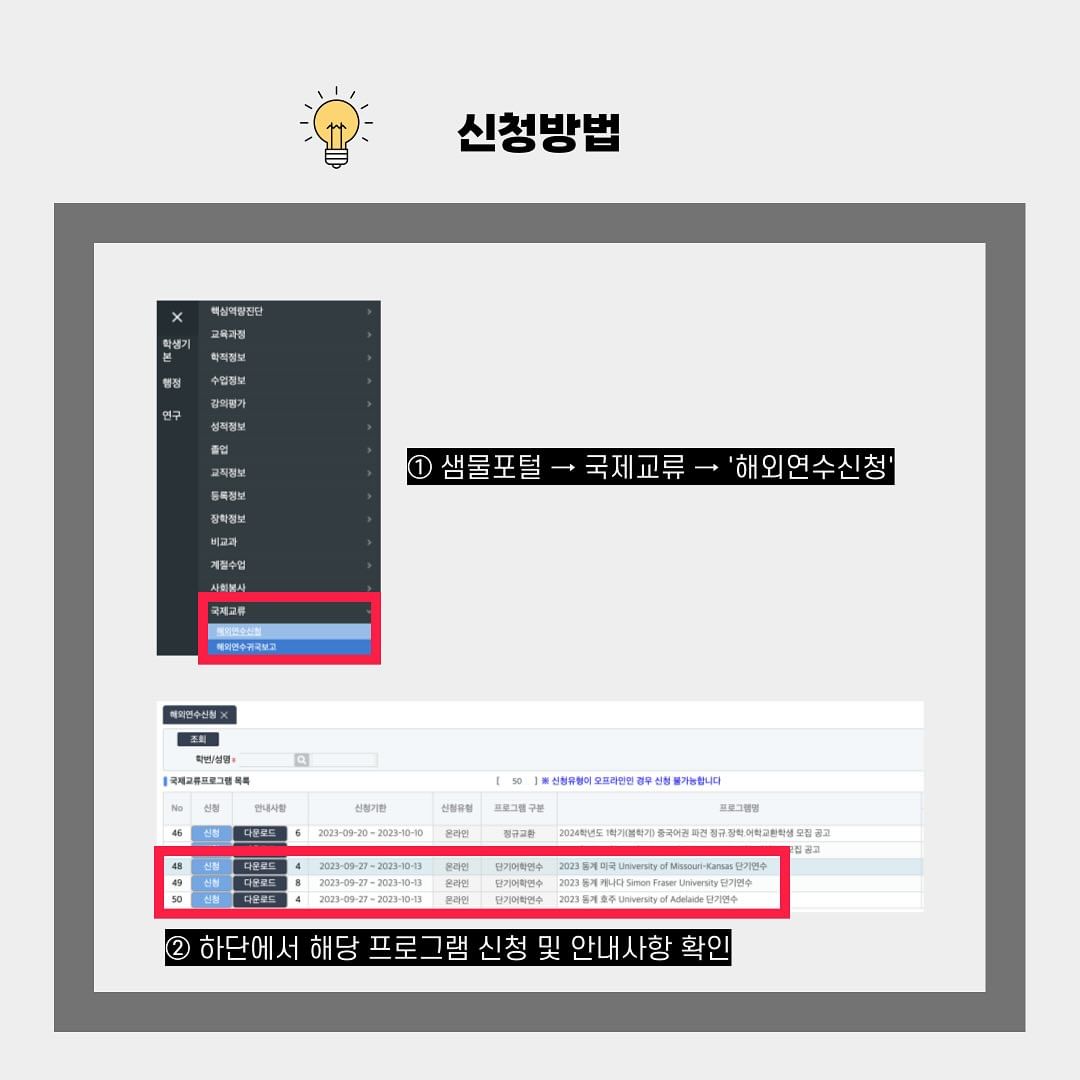 신청방법
핵심역량진단
학생기본
교육과정
학적정보
행정
수업정보
연구
강의평가
성적정보
졸업
교직정보
등록정보
장학정보
비교과
계절수업
사회봉사
국제교류
해외연수신청
해외연수귀국보고
① 샘물포털 → 국제교류 → '해외연수신청'
해외연수신청
조회
학번/성명
국제교류프로그램 목록 [ 50 ] ※ 신청유형이 오프라인인 경우 신청 불가능합니다
No 신청 안내사항 신청기한 신청유형 프로그램 구분 프로그램명
46 신청 다운로드 6 2023-09-20 ~ 2023-10-10 온라인 정규교환 2024학년도 1학기(봄학기) 중국어권 파견 정규.장학.어학교환학생 모집 공고
모집 공고
48 신청 다운로드 4 2023-09-27 ~ 2023-10-13 온라인 단기어학연수 2023 동계 미국 University of Missouri-Kansas 단기연수
49 신청 다운로드 8 2023-09-27 ~ 2023-10-13 온라인 단기어학연수 2023 동계 캐나다 Simon Fraser University 단기연수
50 신청 다운로드 4 2023-09-27 ~ 2023-10-13 온라인 단기어학연수 2023 동계 호주 University of Adelaide 단기연수
② 하단에서 해당 프로그램 신청 및 안내사항 확인